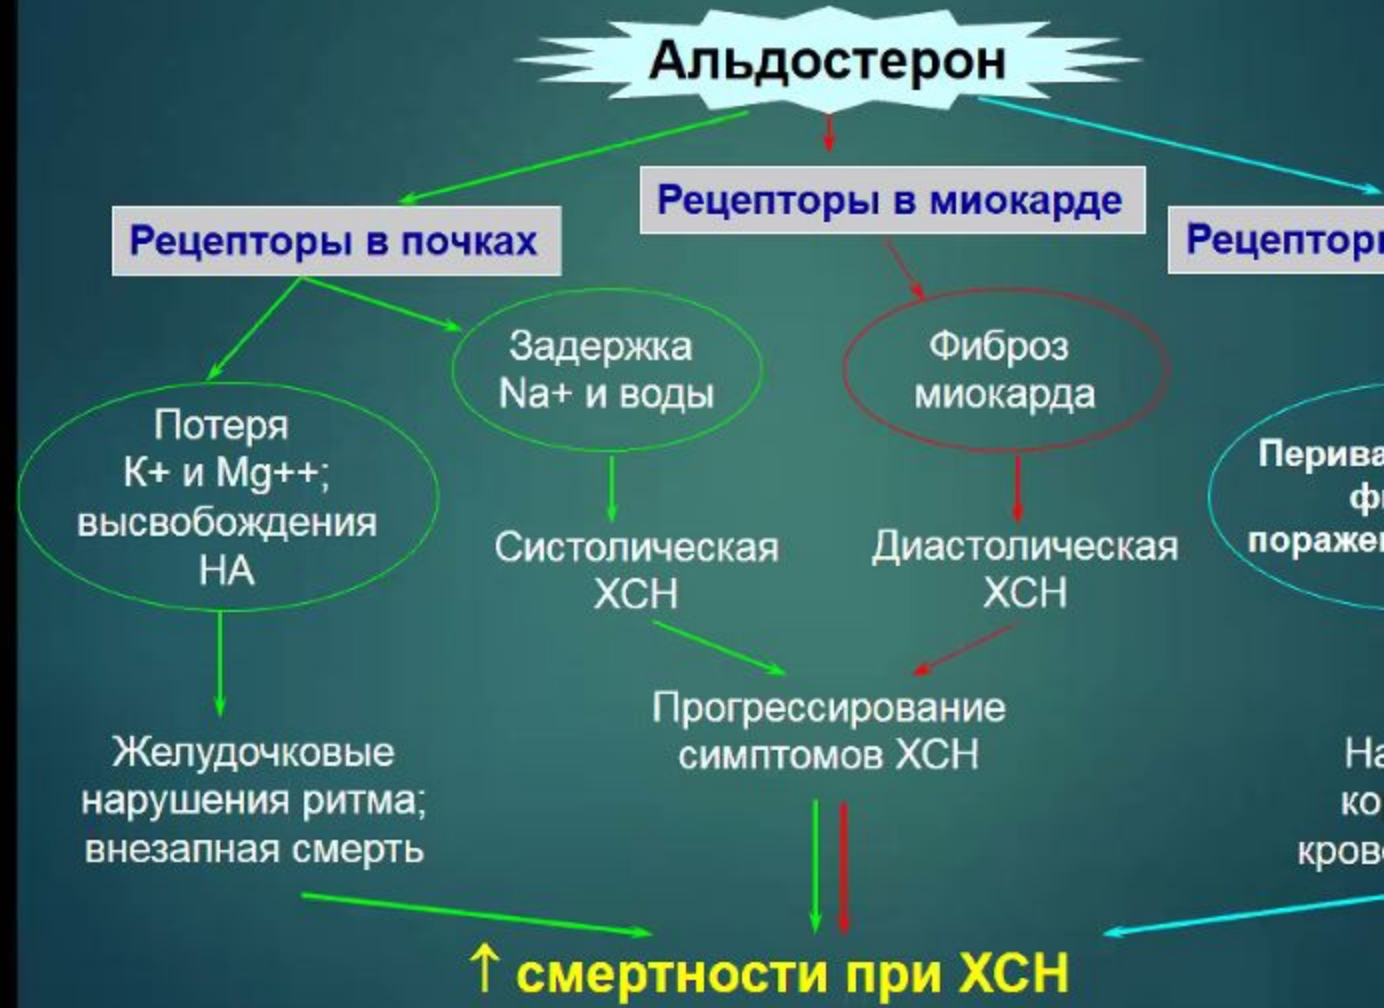 Альдостерон
Рецепторы в почках
Рецепторы в миокарде
Задержка
Na+ и воды
Фиброз
миокарда
Потеря
К+ и Mg++;
высвобождения
НА
Систолическая
ХСН
Диастолическая
ХСН
Прогрессирование
симптомов ХСН
Желудочковые
нарушения ритма;
внезапная смерть
↑ смертности при ХСН